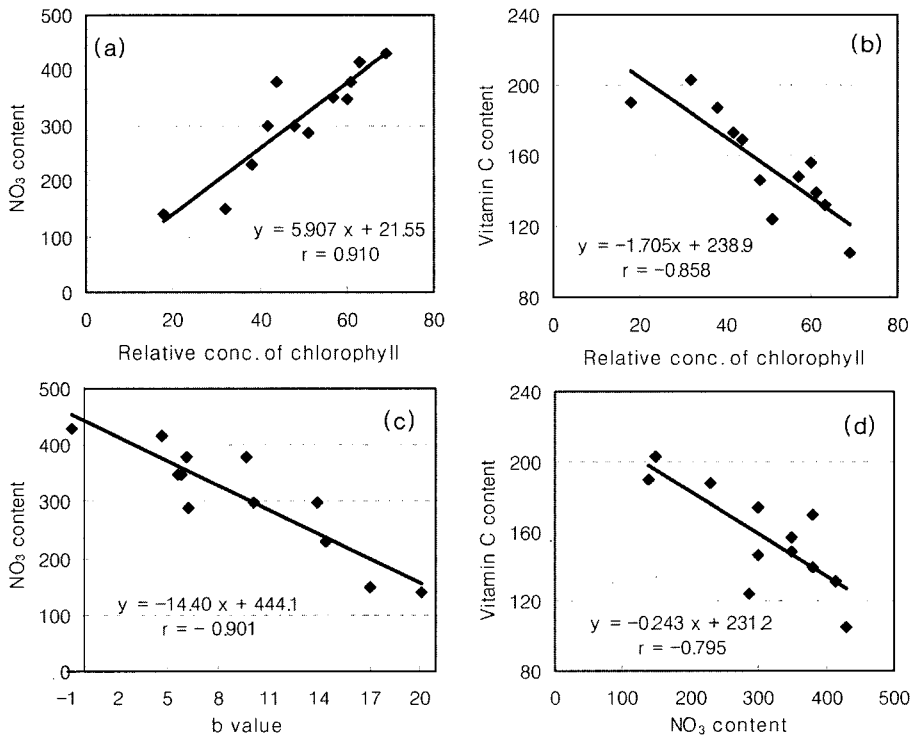 500
400
300
200
100
0
NO₃ content
(a)
y = 5.907 x + 21.55
r = 0.910
0 20 40 60 80
Relative conc. of chlorophyll
240
200
160
120
80
Vitamin C content
(b)
y = -1.705x + 238.9
r = -0.858
0 20 40 60 80
Relative conc. of chlorophyll
500
400
300
200
100
0
NO₃ content
(c)
y = -14.40 x + 444.1
r = - 0.901
-1 2 5 8 11 14 17 20
b value
240
200
160
120
80
Vitamin C content
(d)
y = -0.243 x + 231.2
r = -0.795
0 100 200 300 400 500
NO₃ content